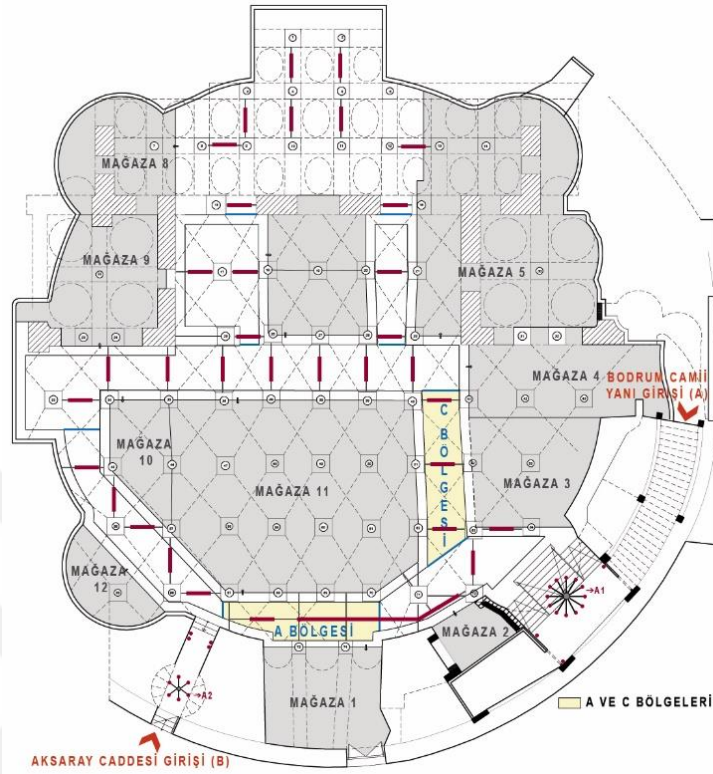 MAĞAZA 8
MAĞAZA 9
MAĞAZA 5
MAĞAZA 4
BODRUM CAMİİ
YANI GİRİŞİ (A)
MAĞAZA
10
MAĞAZA 11
C BÖLGESİ
MAĞAZA 3
MAĞAZA
12
A1
A BÖLGESİ
MAĞAZA 2
A2
MAĞAZA 1
A VE C BÖLGELERİ
AKSARAY CADDESİ GİRİŞİ (B)